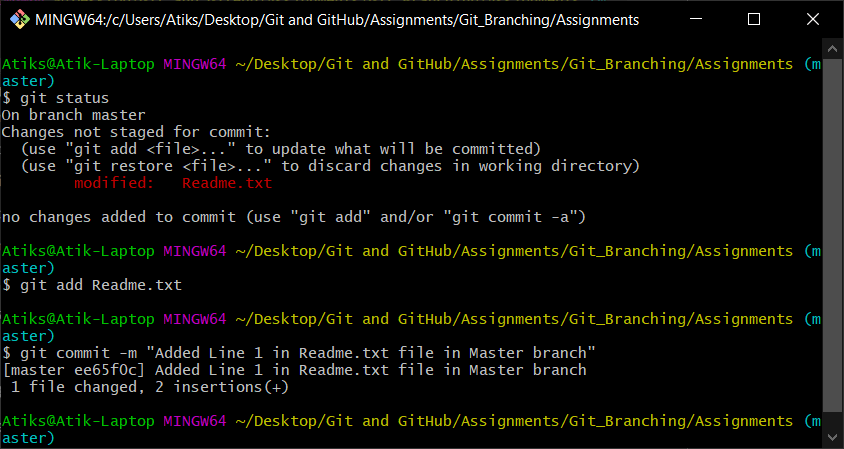 MINGW64:/c/Users/Atiks/Desktop/Git and GitHub/Assignments/Git_Branching/Assignments
Atiks@Atik-Laptop MINGW64 ~/Desktop/Git and GitHub/Assignments/Git_Branching/Assignments (m
aster)
$ git status
On branch master
Changes not staged for commit:
  (use "git add <file>..." to update what will be committed)
  (use "git restore <file>..." to discard changes in working directory)
        modified:   Readme.txt
no changes added to commit (use "git add" and/or "git commit -a")
Atiks@Atik-Laptop MINGW64 ~/Desktop/Git and GitHub/Assignments/Git_Branching/Assignments (m
aster)
$ git add Readme.txt
Atiks@Atik-Laptop MINGW64 ~/Desktop/Git and GitHub/Assignments/Git_Branching/Assignments (m
aster)
$ git commit -m "Added Line 1 in Readme.txt file in Master branch"
[master ee65f0c] Added Line 1 in Readme.txt file in Master branch
 1 file changed, 2 insertions(+)
Atiks@Atik-Laptop MINGW64 ~/Desktop/Git and GitHub/Assignments/Git_Branching/Assignments (m
aster)